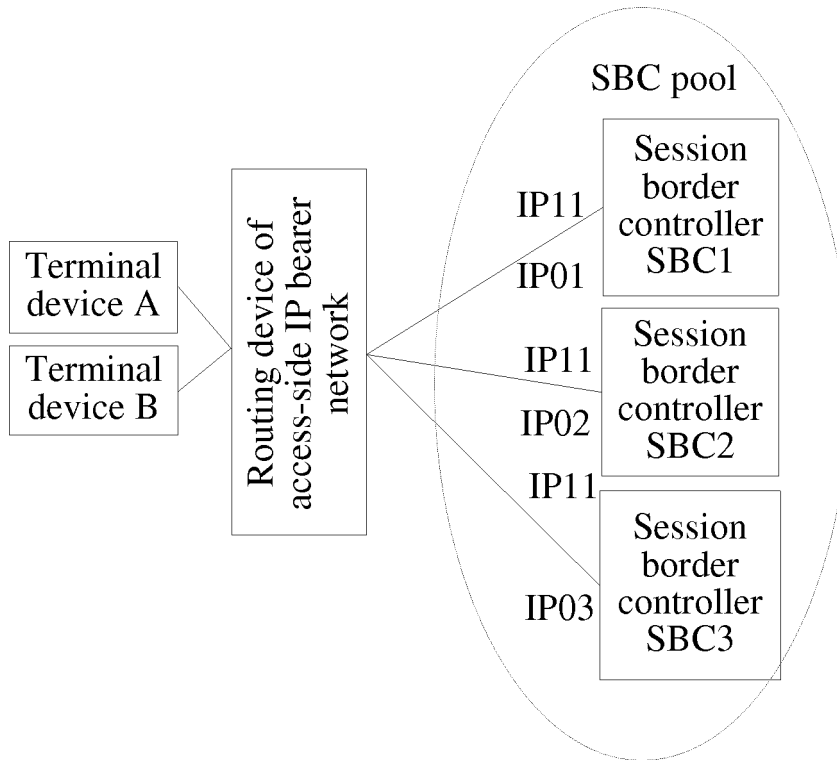 SBC pool
Session
border
controller
SBC1
IP11
IP01
Terminal
device A
Terminal
device B
Routing device of
access-side IP bearer
network
Session
border
controller
SBC2
IP11
IP02
Session
border
controller
SBC3
IP11
IP03